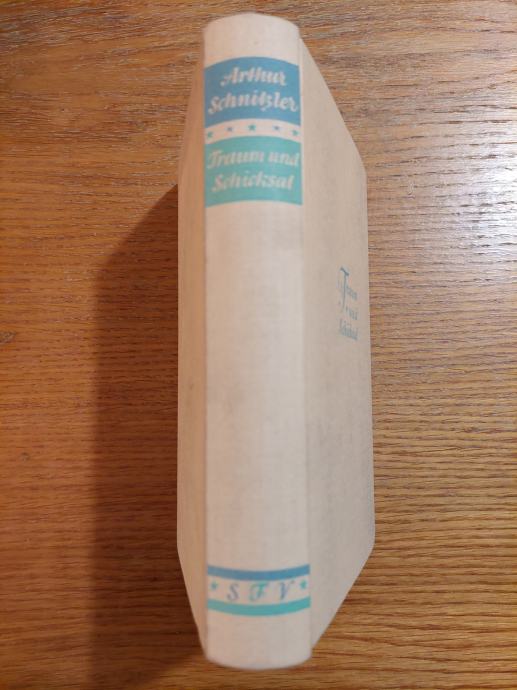 Arthur
Schnitzler
Traum und
Schicksal
S F V
Traum
und
Schicksal